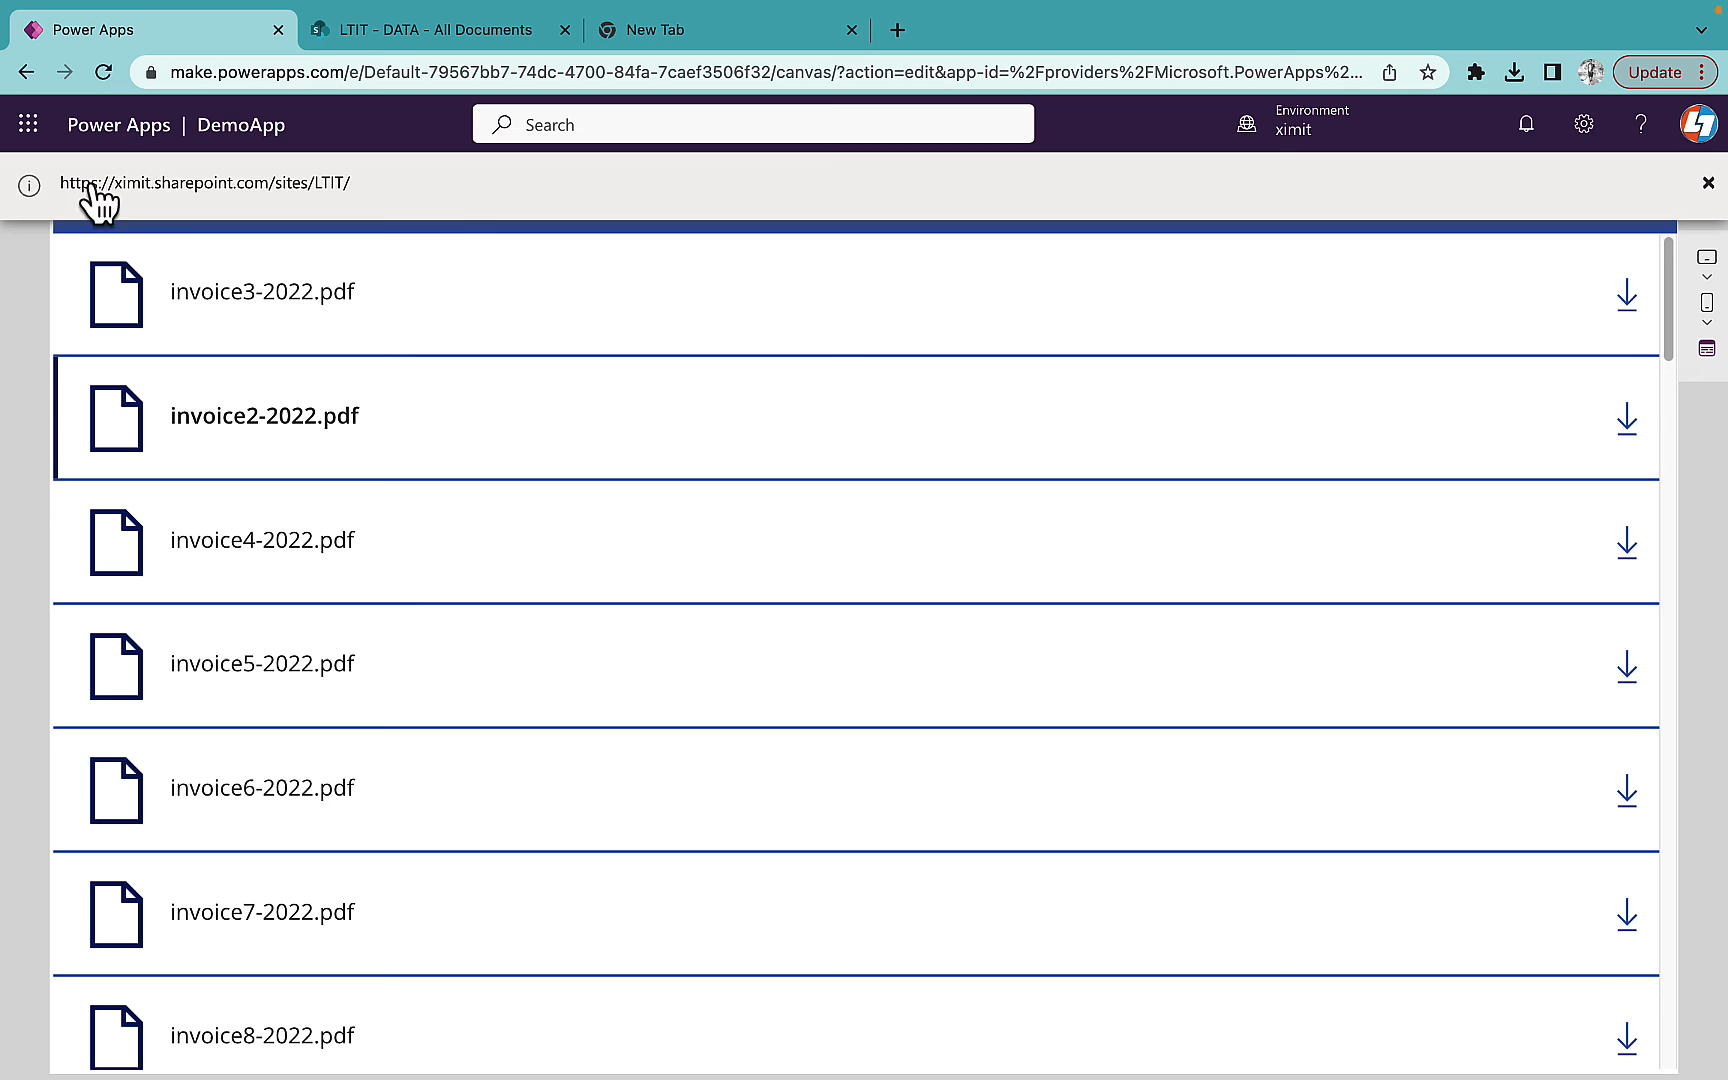 Power Apps
LTIT - DATA - All Documents
New Tab
make.powerapps.com/e/Default-79567bb7-74dc-4700-84fa-7caef3506f32/canvas/?action=edit&app-id=%2Fproviders%2FMicrosoft.PowerApps%2...
Update
Power Apps | DemoApp
Search
Environment
ximit
https://ximit.sharepoint.com/sites/LTIT/
invoice3-2022.pdf
invoice2-2022.pdf
invoice4-2022.pdf
invoice5-2022.pdf
invoice6-2022.pdf
invoice7-2022.pdf
invoice8-2022.pdf